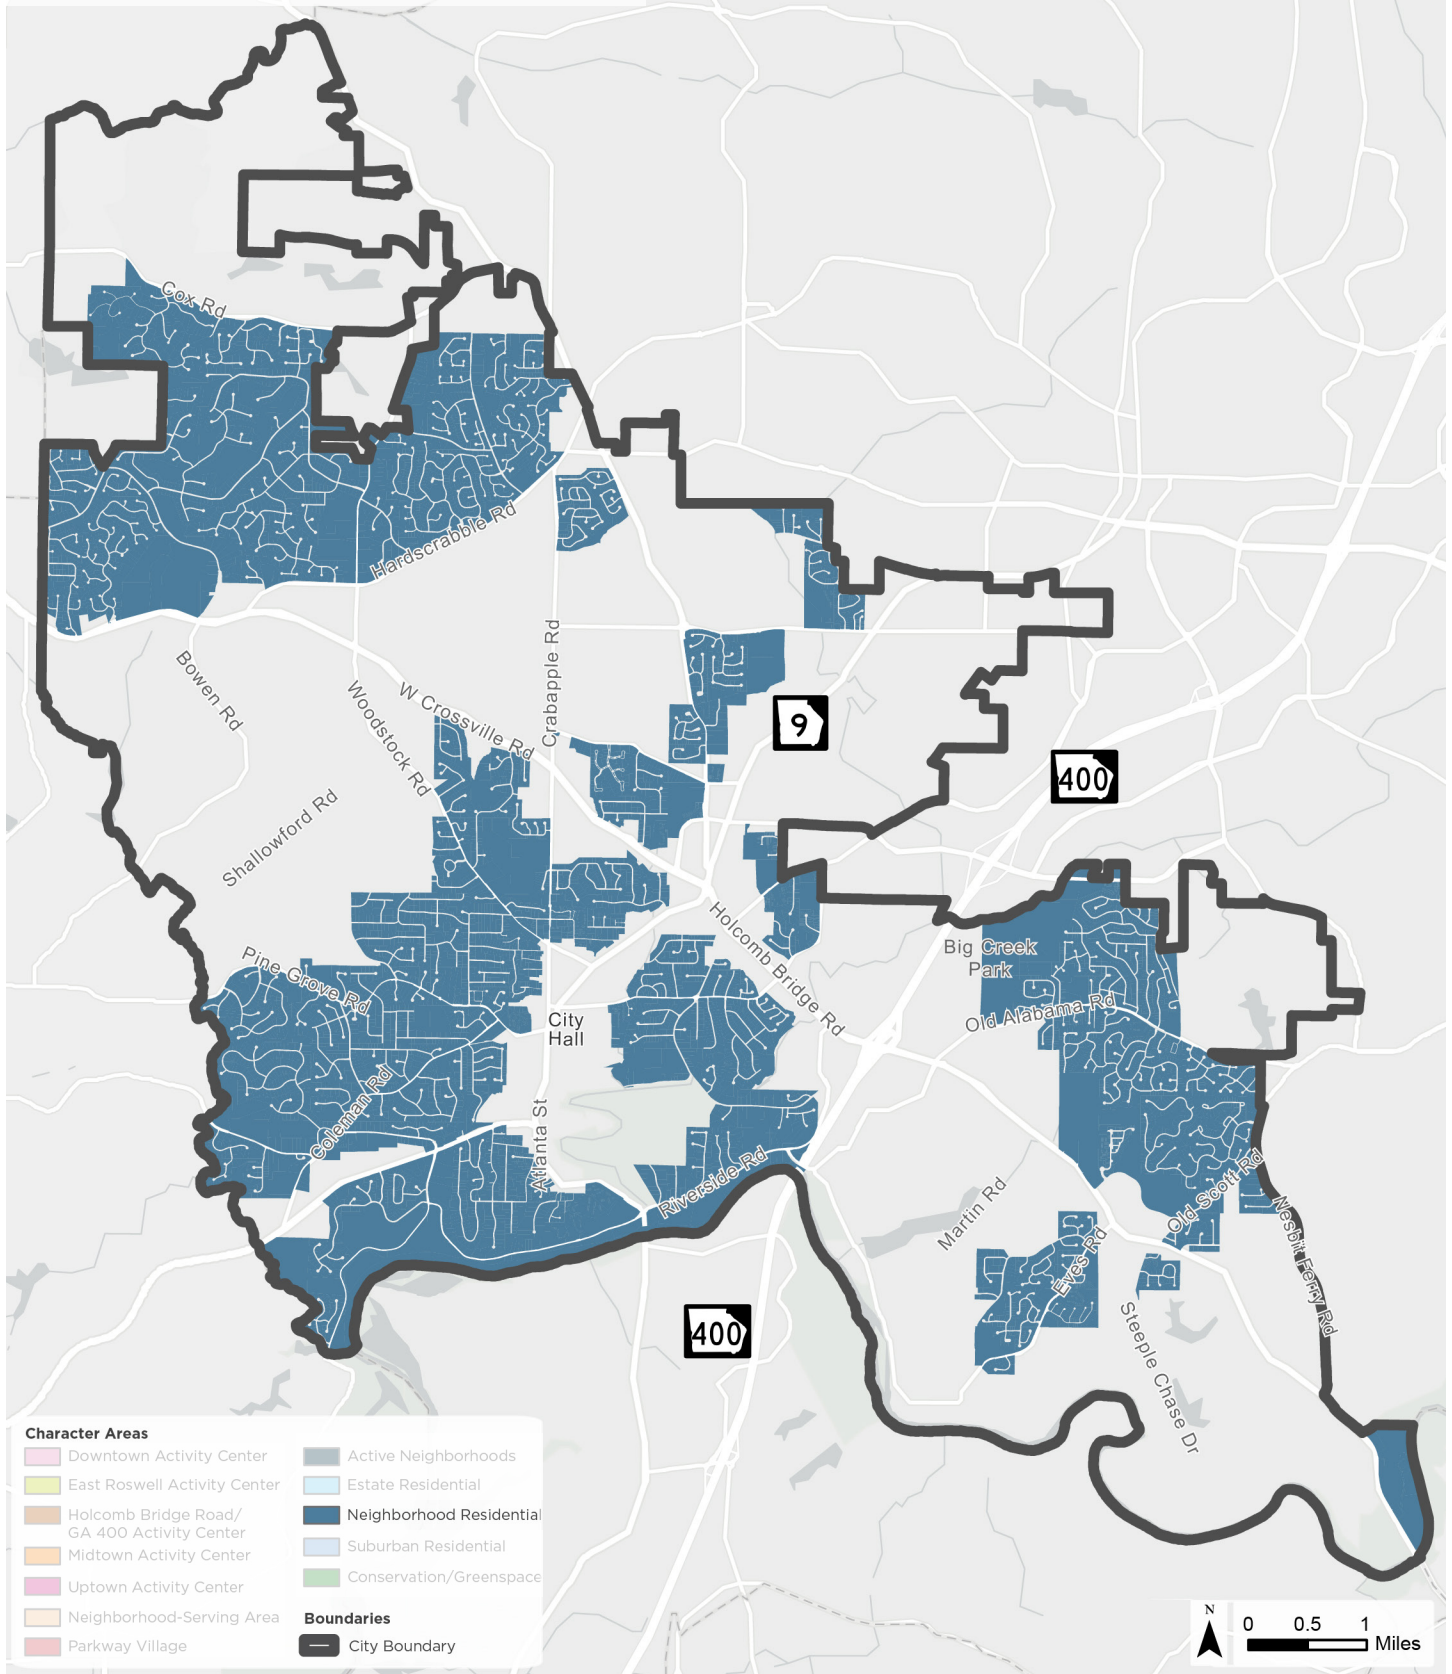 Cox Rd
Hardscrabble Rd
Bowen Rd
Woodstock Rd
W Crossville Rd
Crabapple Rd
9
400
Shallowford Rd
Holcomb Bridge Rd
Big Creek
Park
Pine Grove Rd
Old Alabama Rd
City
Hall
Coleman Rd
Atlanta St
Riverside Rd
Martin Rd
Old Scott Rd
Eves Rd
Nesbit Ferry Rd
400
Steeple Chase Dr
Character Areas
Downtown Activity Center
East Roswell Activity Center
Holcomb Bridge Road/
GA 400 Activity Center
Midtown Activity Center
Uptown Activity Center
Neighborhood-Serving Area
Parkway Village
Active Neighborhoods
Estate Residential
Neighborhood Residential
Suburban Residential
Conservation/Greenspace
Boundaries
City Boundary
N
0 0.5 1
Miles